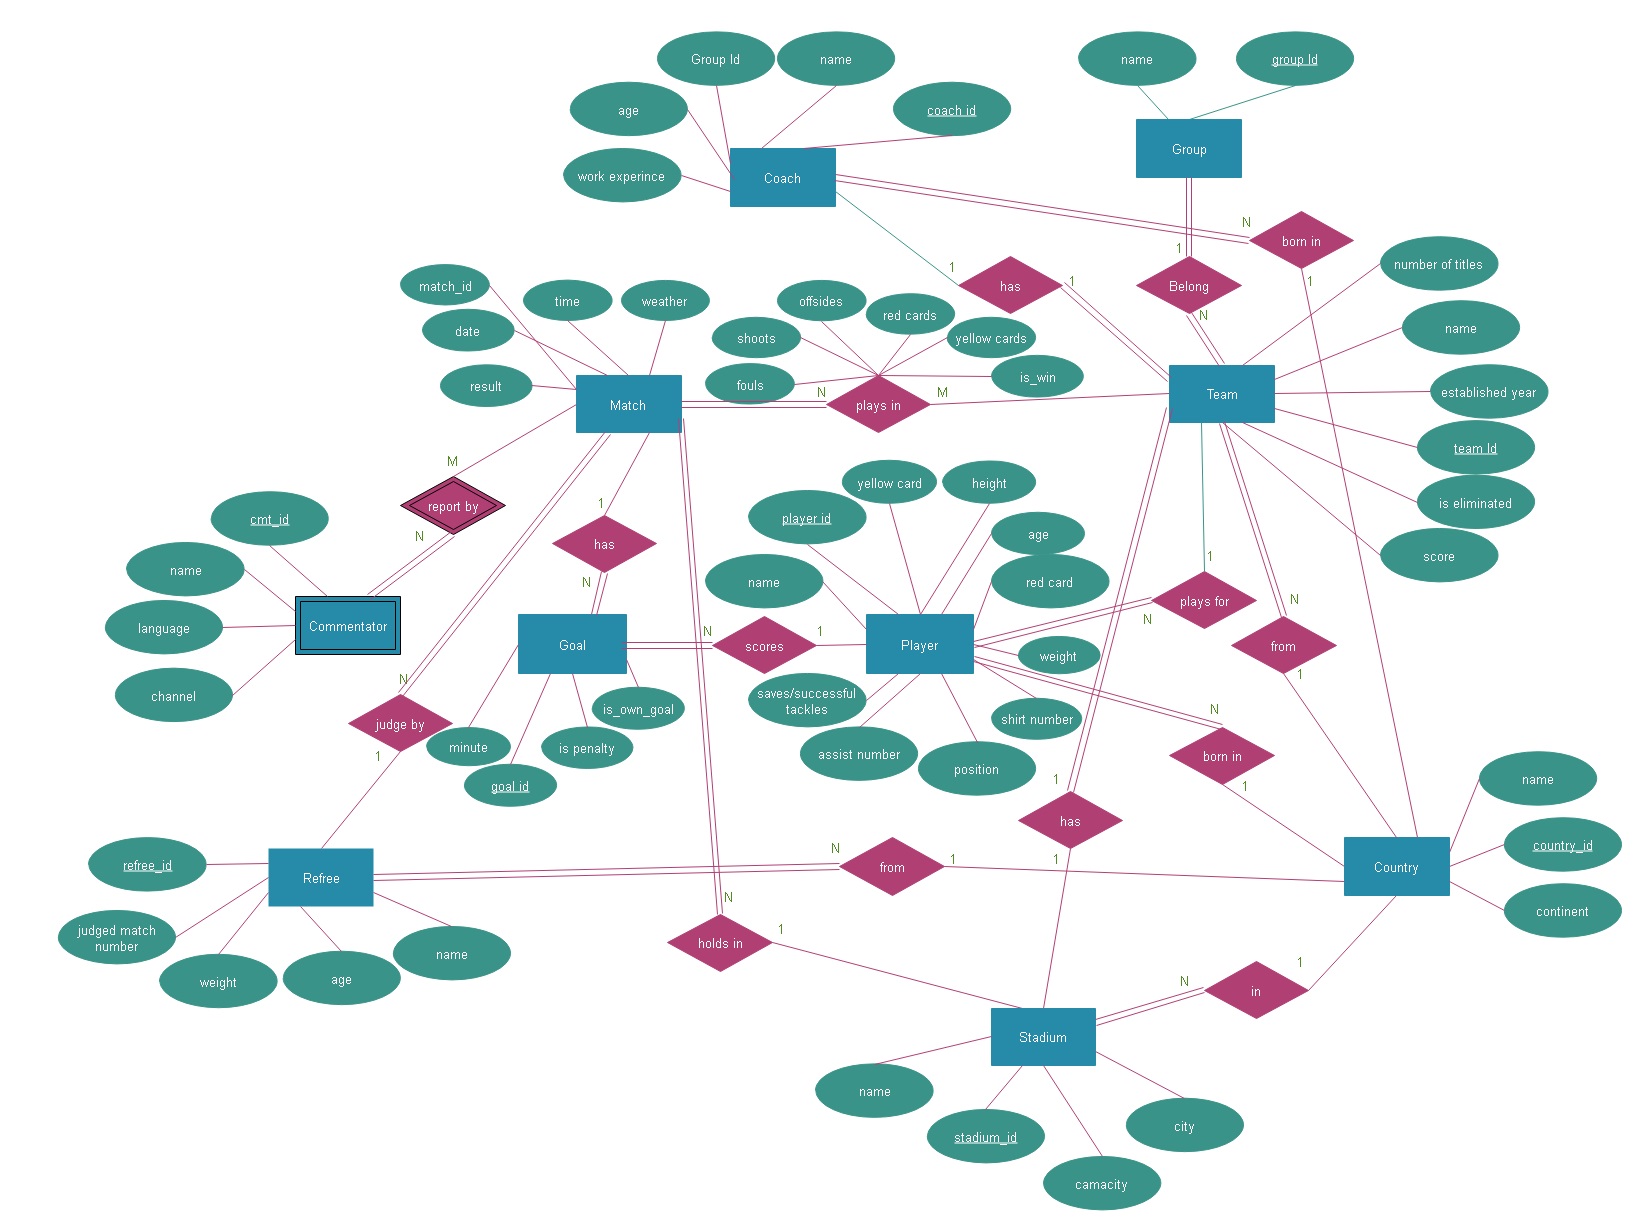 Group Id
name
name
group Id
age
coach id
Group
work experince
Coach
N
born in
1
number of titles
1
has
1
Belong
1
N
match_id
time
weather
offsides
red cards
name
date
shoots
yellow cards
result
fouls
is_win
Match
N
plays in
M
Team
established year
M
team Id
report by
yellow card
height
N
cmt_id
player id
1
is eliminated
age
has
score
name
name
red card
1
N
plays for
N
language
Commentator
N
Goal
N
scores
1
Player
from
weight
1
channel
N
saves/successful
tackles
is_own_goal
shirt number
N
judge by
minute
is penalty
assist number
position
born in
1
1
goal id
1
name
has
1
country_id
refree_id
Refree
N
from
1
Country
judged match
number
N
continent
weight
age
name
holds in
1
1
N
in
Stadium
name
stadium_id
city
camacity